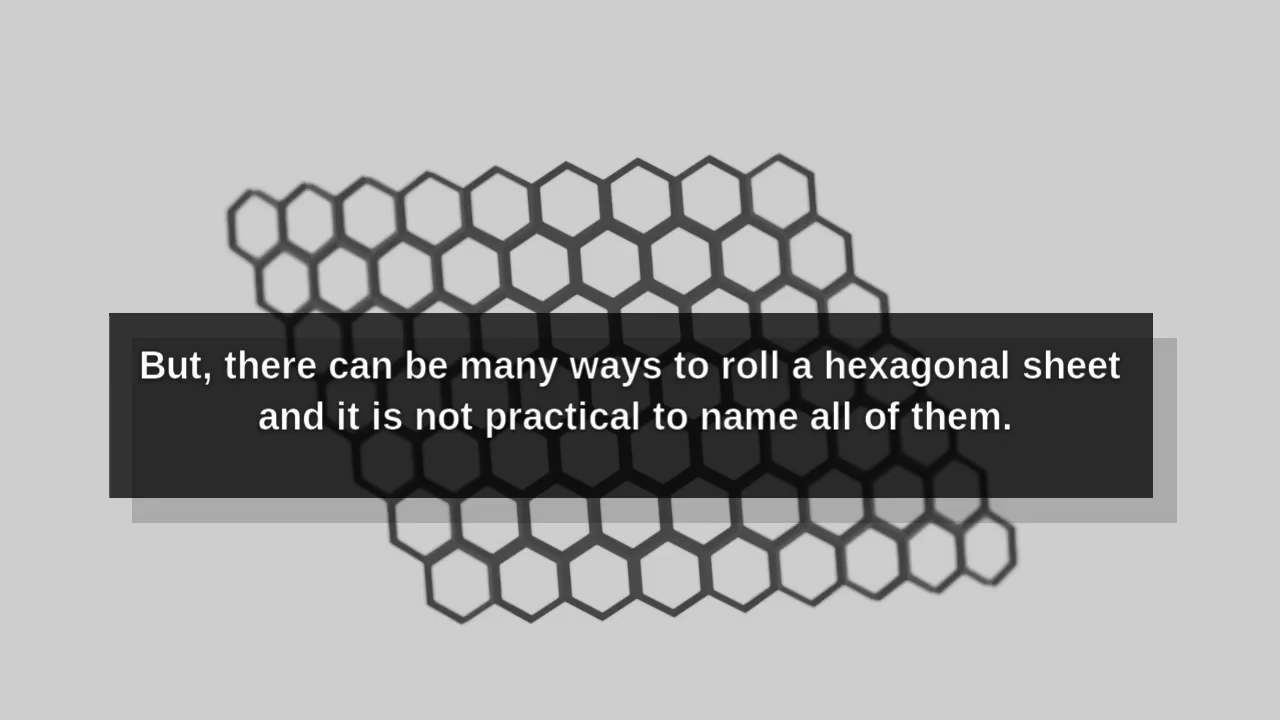 But, there can be many ways to roll a hexagonal sheet
and it is not practical to name all of them.